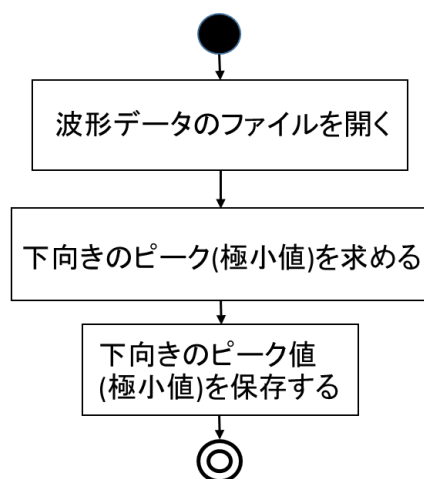 波形データのファイルを開く
下向きのピーク(極小値)を求める
下向きのピーク値
(極小値)を保存する